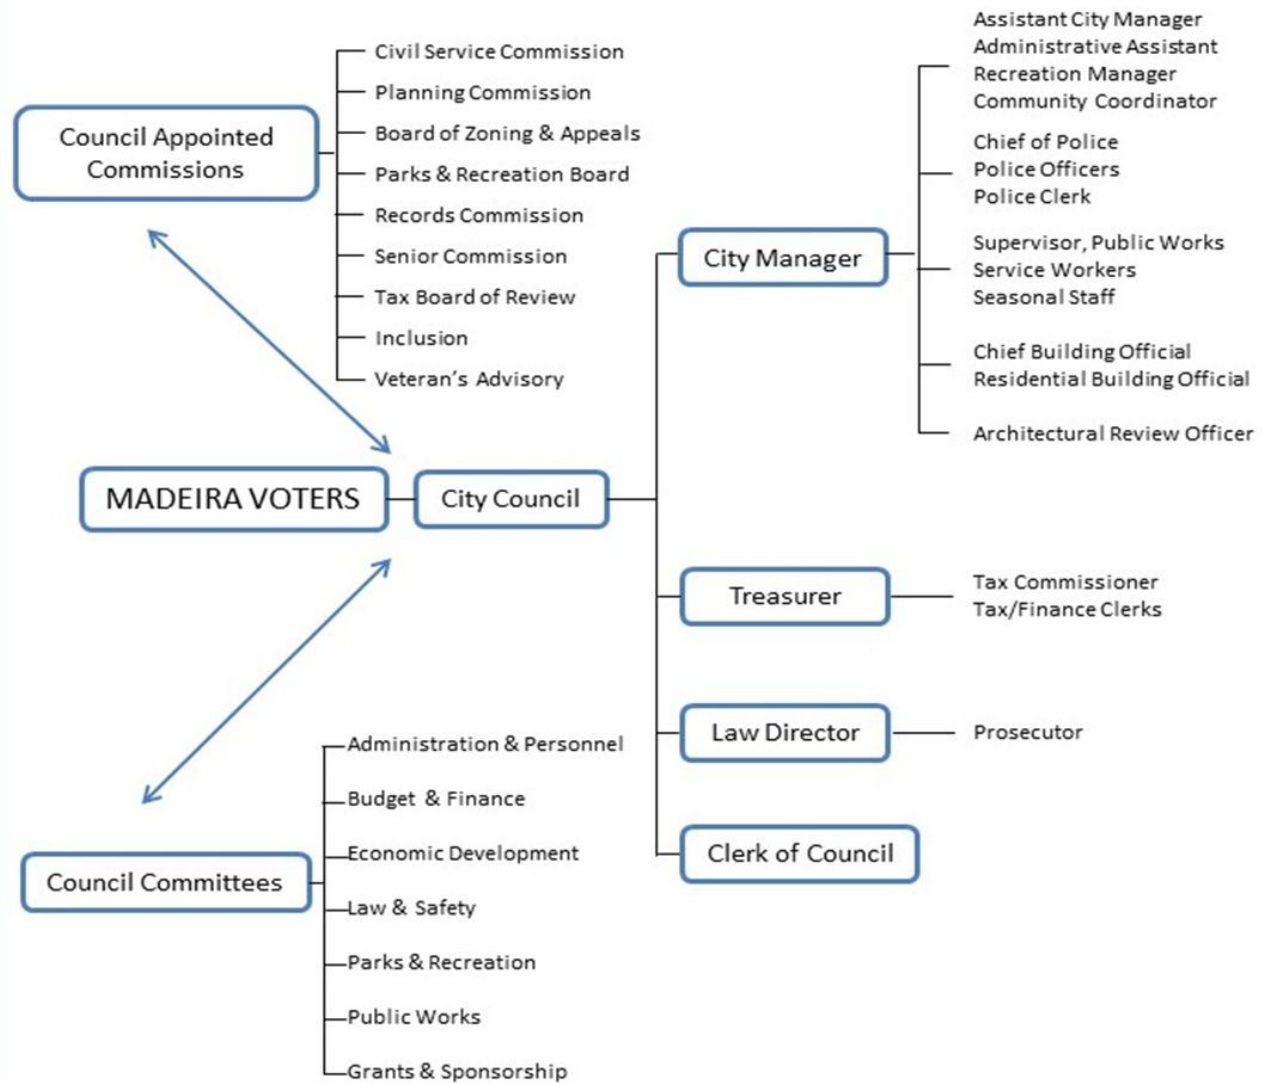 Council Appointed
Commissions
Civil Service Commission
Planning Commission
Board of Zoning & Appeals
Parks & Recreation Board
Records Commission
Senior Commission
Tax Board of Review
Inclusion
Veteran's Advisory
MADEIRA VOTERS
City Council
City Manager
Assistant City Manager
Administrative Assistant
Recreation Manager
Community Coordinator
Chief of Police
Police Officers
Police Clerk
Supervisor, Public Works
Service Workers
Seasonal Staff
Chief Building Official
Residential Building Official
Architectural Review Officer
Treasurer
Tax Commissioner
Tax/Finance Clerks
Law Director
Prosecutor
Clerk of Council
Council Committees
Administration & Personnel
Budget & Finance
Economic Development
Law & Safety
Parks & Recreation
Public Works
Grants & Sponsorship